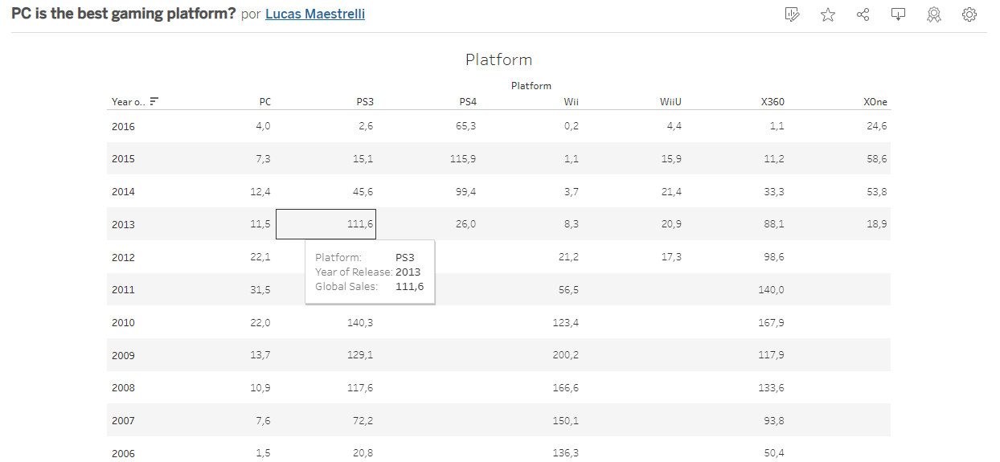 PC is the best gaming platform? por Lucas Maestrelli
Platform
Platform
Year o.. PC PS3 PS4 Wii WiiU X360 XOne
2016 4,0 2,6 65,3 0,2 4,4 1,1 24,6
2015 7,3 15,1 115,9 1,1 15,9 11,2 58,6
2014 12,4 45,6 99,4 3,7 21,4 33,3 53,8
2013 11,5 111,6 26,0 8,3 20,9 88,1 18,9
2012 22,1 21,2 17,3 98,6
Platform: PS3
Year of Release: 2013
Global Sales: 111,6
2011 31,5 56,5 140,0
2010 22,0 140,3 123,4 167,9
2009 13,7 129,1 200,2 117,9
2008 10,9 117,6 166,6 133,6
2007 7,6 72,2 150,1 93,8
2006 1,5 20,8 136,3 50,4